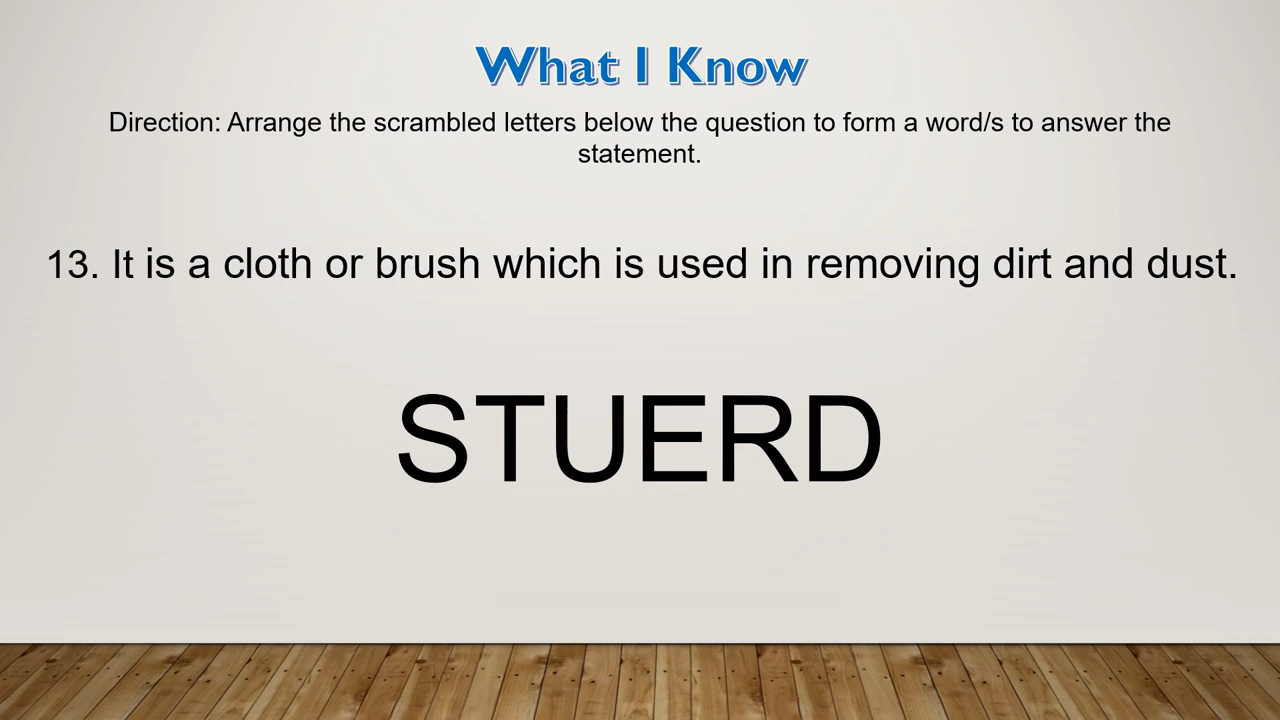 What I Know
Direction: Arrange the scrambled letters below the question to form a word/s to answer the
statement.
13. It is a cloth or brush which is used in removing dirt and dust.
STUERD